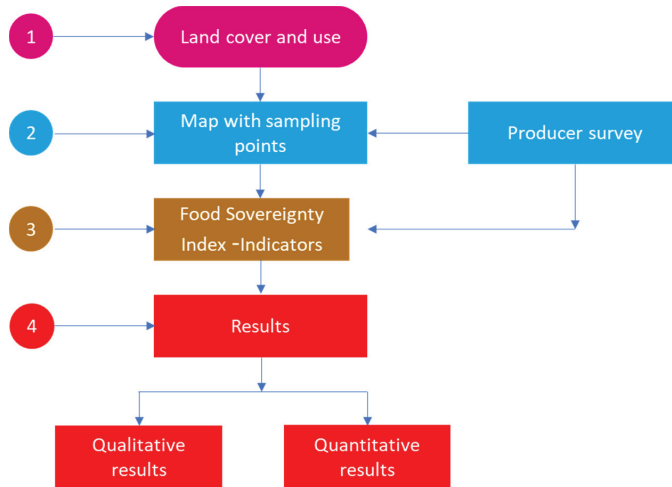 1
Land cover and use
2
Map with sampling
points
Producer survey
3
Food Sovereignty
Index -Indicators
4
Results
Qualitative
results
Quantitative
results